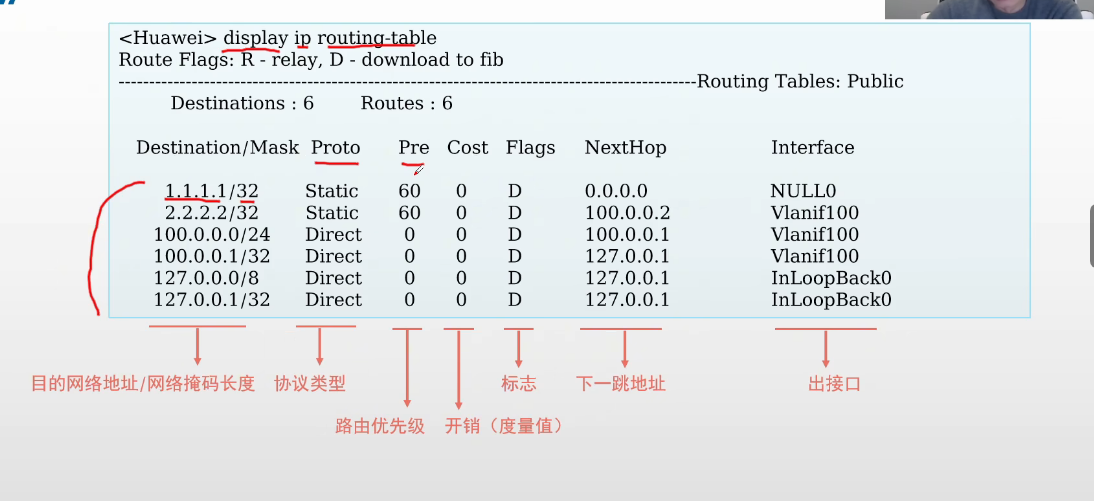 <Huawei> display ip routing-table
Route Flags: R - relay, D - download to fib
------------------------------------------------------------------------------------------------Routing Tables: Public
Destinations : 6 Routes : 6
Destination/Mask Proto Pre Cost Flags NextHop Interface
1.1.1.1/32 Static 60 0 D 0.0.0.0 NULL0
2.2.2.2/32 Static 60 0 D 100.0.0.2 Vlanif100
100.0.0.0/24 Direct 0 0 D 100.0.0.1 Vlanif100
100.0.0.1/32 Direct 0 0 D 127.0.0.1 Vlanif100
127.0.0.0/8 Direct 0 0 D 127.0.0.1 InLoopBack0
127.0.0.1/32 Direct 0 0 D 127.0.0.1 InLoopBack0
目的网络地址/网络掩码长度 协议类型 标志 下一跳地址 出接口
路由优先级 开销（度量值）